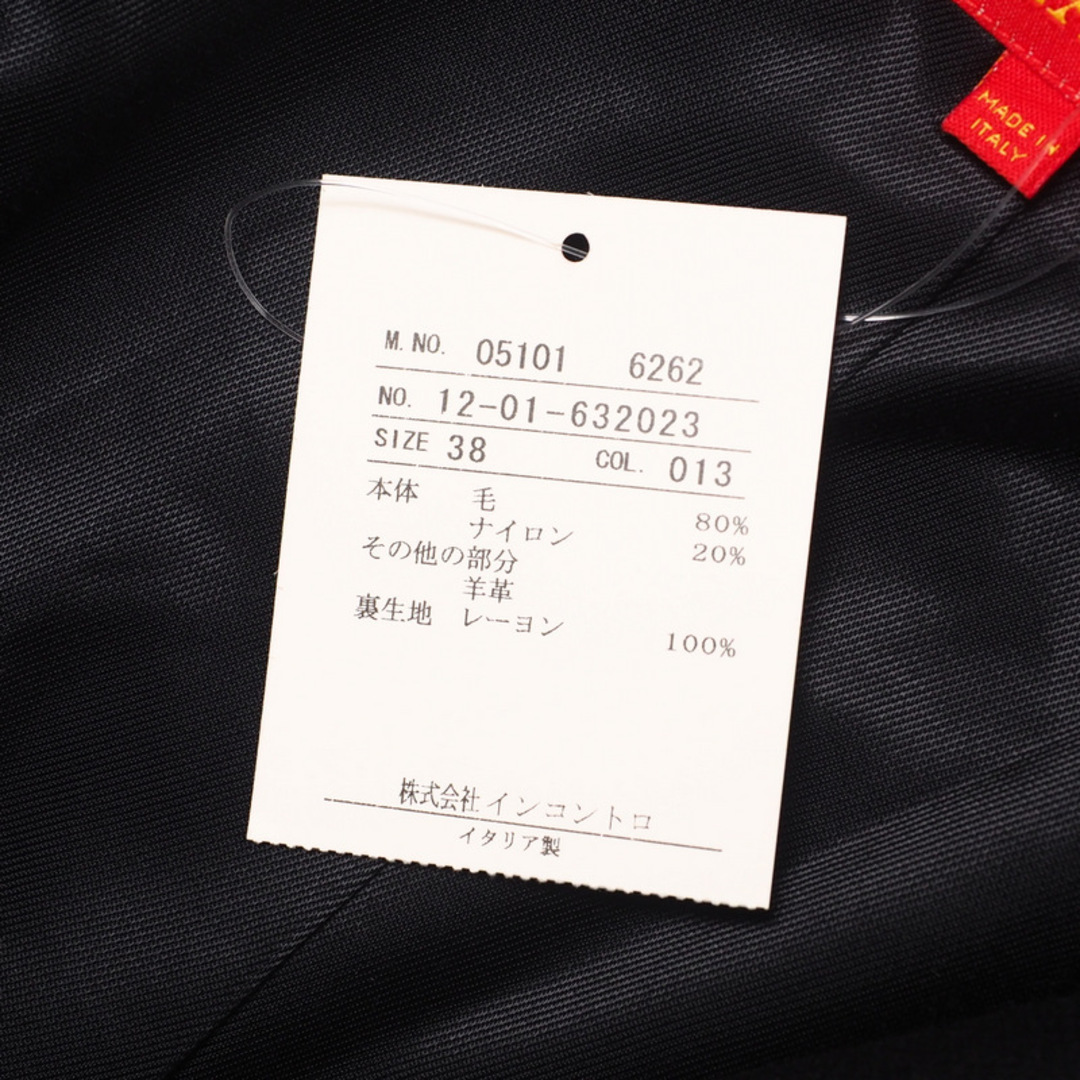 MADE IN
ITALY
M. NO. 05101 6262
NO. 12-01-632023
SIZE 38 COL. 013
本体 毛 80%
ナイロン 20%
その他の部分
羊革
裏生地 レーヨン 100%
株式会社インコントロ
イタリア製